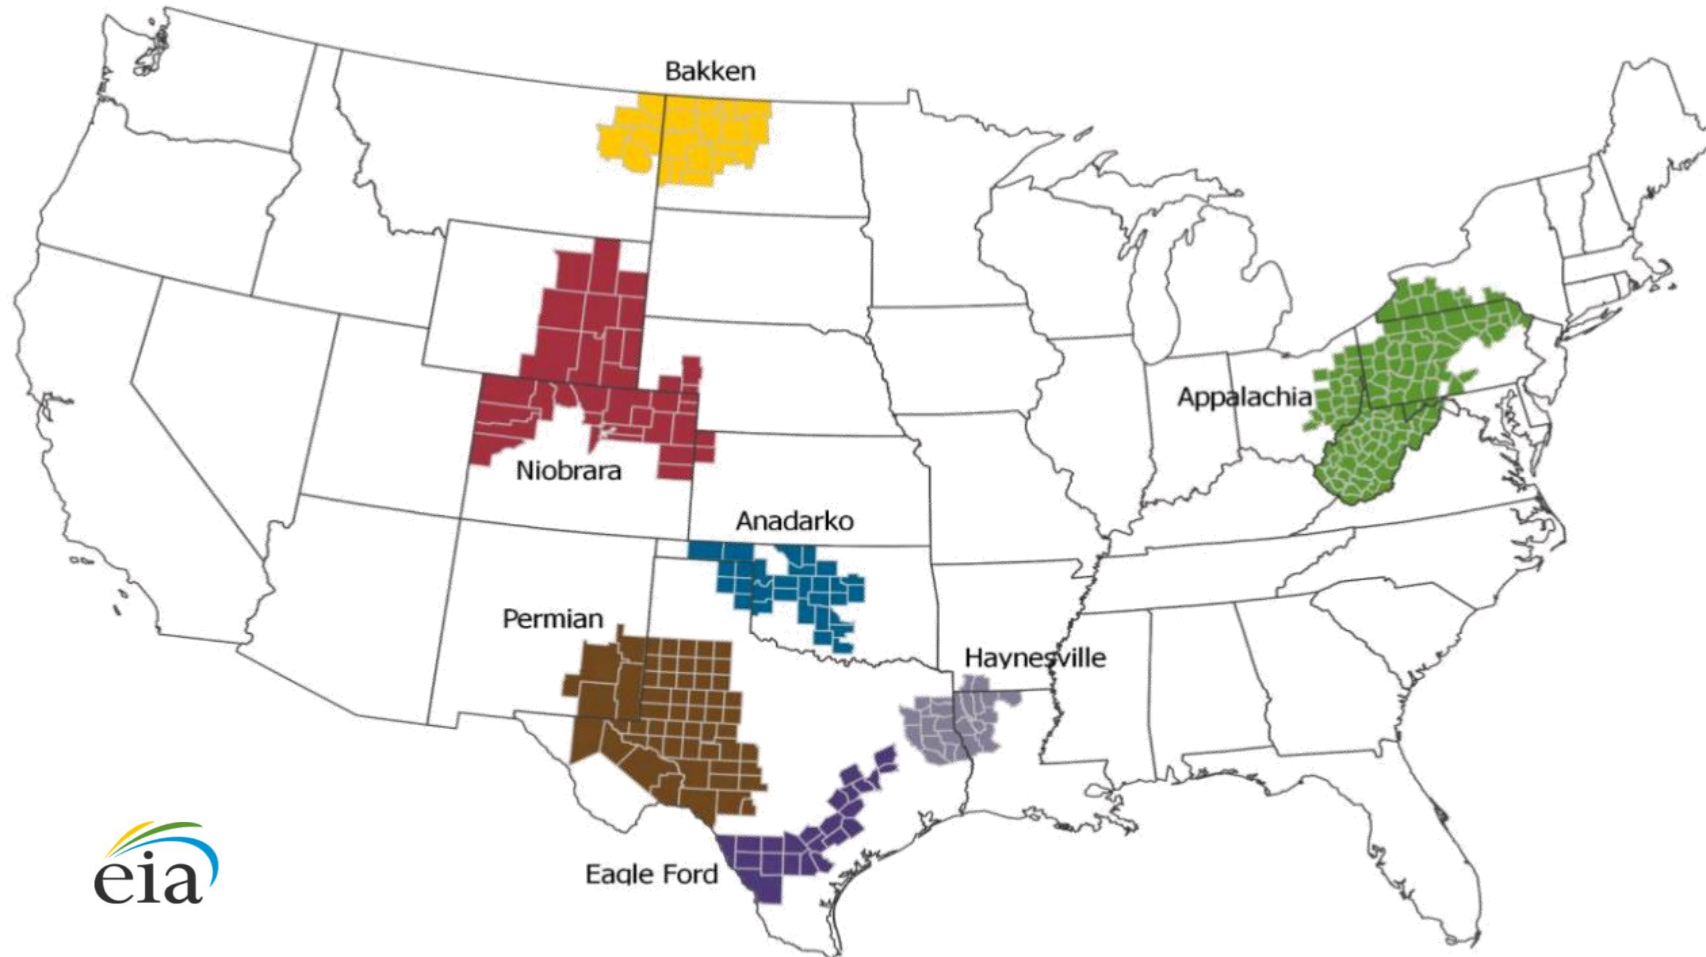 Bakken
Appalachia
Niobrara
Anadarko
Permian
Haynesville
Eagle Ford
eia